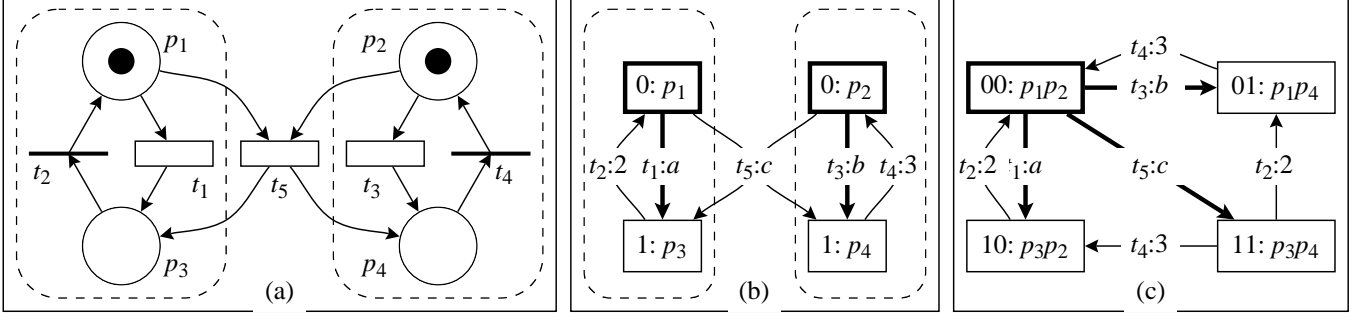 p1
p2
t2
t1
t5
t3
t4
p3
p4
(a)
0: p1
0: p2
t2:2
t1:a
t5:c
t3:b
t4:3
1: p3
1: p4
(b)
t4:3
00: p1p2
t3:b
01: p1p4
t2:2
t1:a
t5:c
t2:2
10: p3p2
t4:3
11: p3p4
(c)